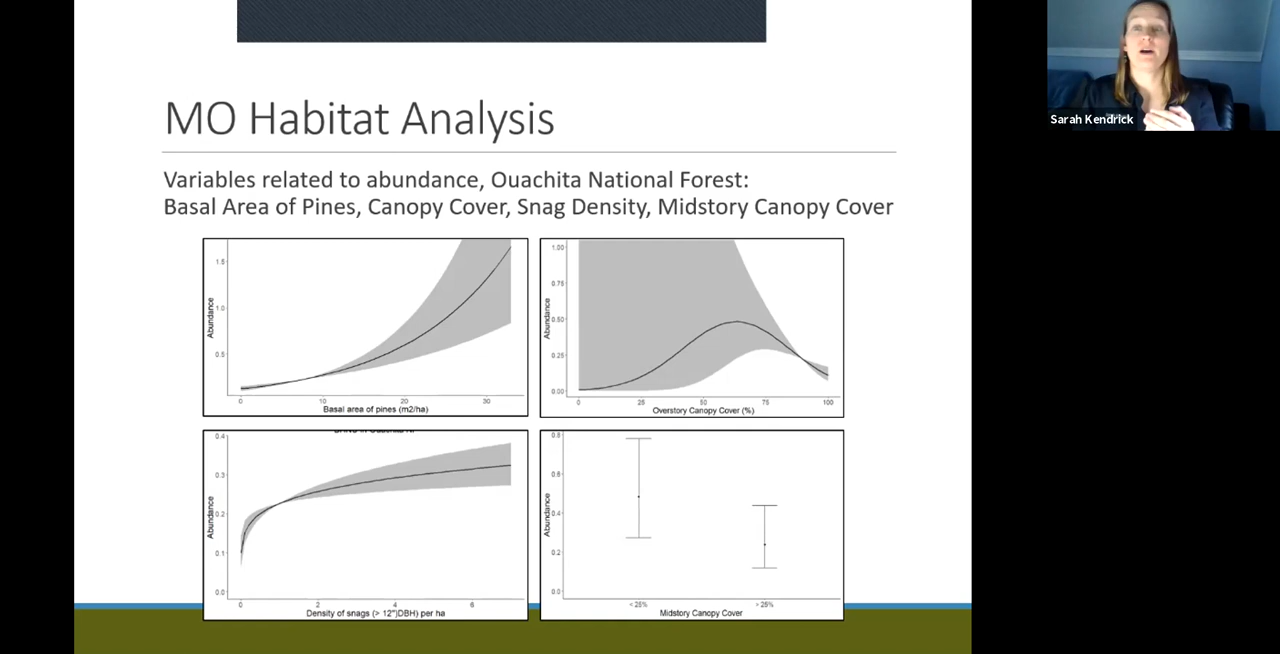 MO Habitat Analysis
Sarah Kendrick
Variables related to abundance, Ouachita National Forest:
Basal Area of Pines, Canopy Cover, Snag Density, Midstory Canopy Cover
1.5
1.0
0.5
Abundance
0
10
20
30
Basal area of pines (m2/ha)
1.00
0.75
0.50
0.25
0.00
Abundance
0
25
50
75
100
Overstory Canopy Cover (%)
0.4
0.3
0.2
0.1
0.0
Abundance
0
2
4
6
Density of snags (> 12")DBH) per ha
0.8
0.6
0.4
0.2
0.0
Abundance
< 25%
> 25%
Midstory Canopy Cover